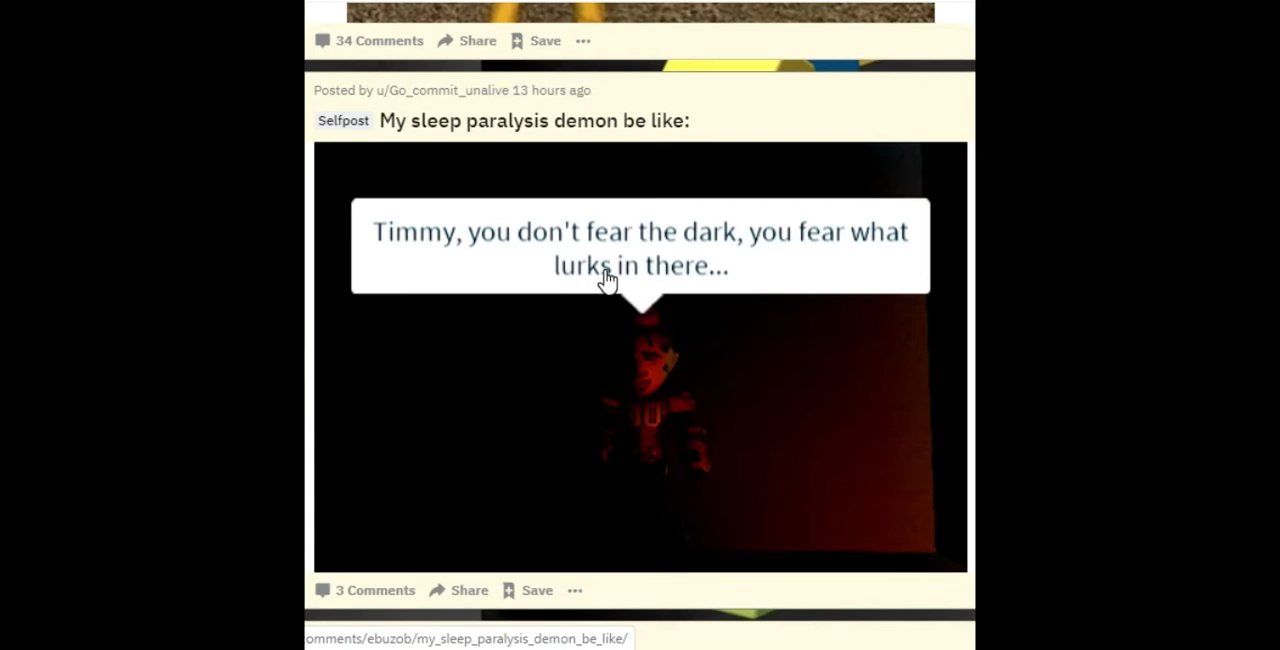 34 Comments Share Save
Posted by u/Go_commit_unalive 13 hours ago
Selfpost My sleep paralysis demon be like:
Timmy, you don't fear the dark, you fear what
lurks in there...
10
3 Comments Share Save
omments/ebuzob/my_sleep_paralysis_demon_be_like/